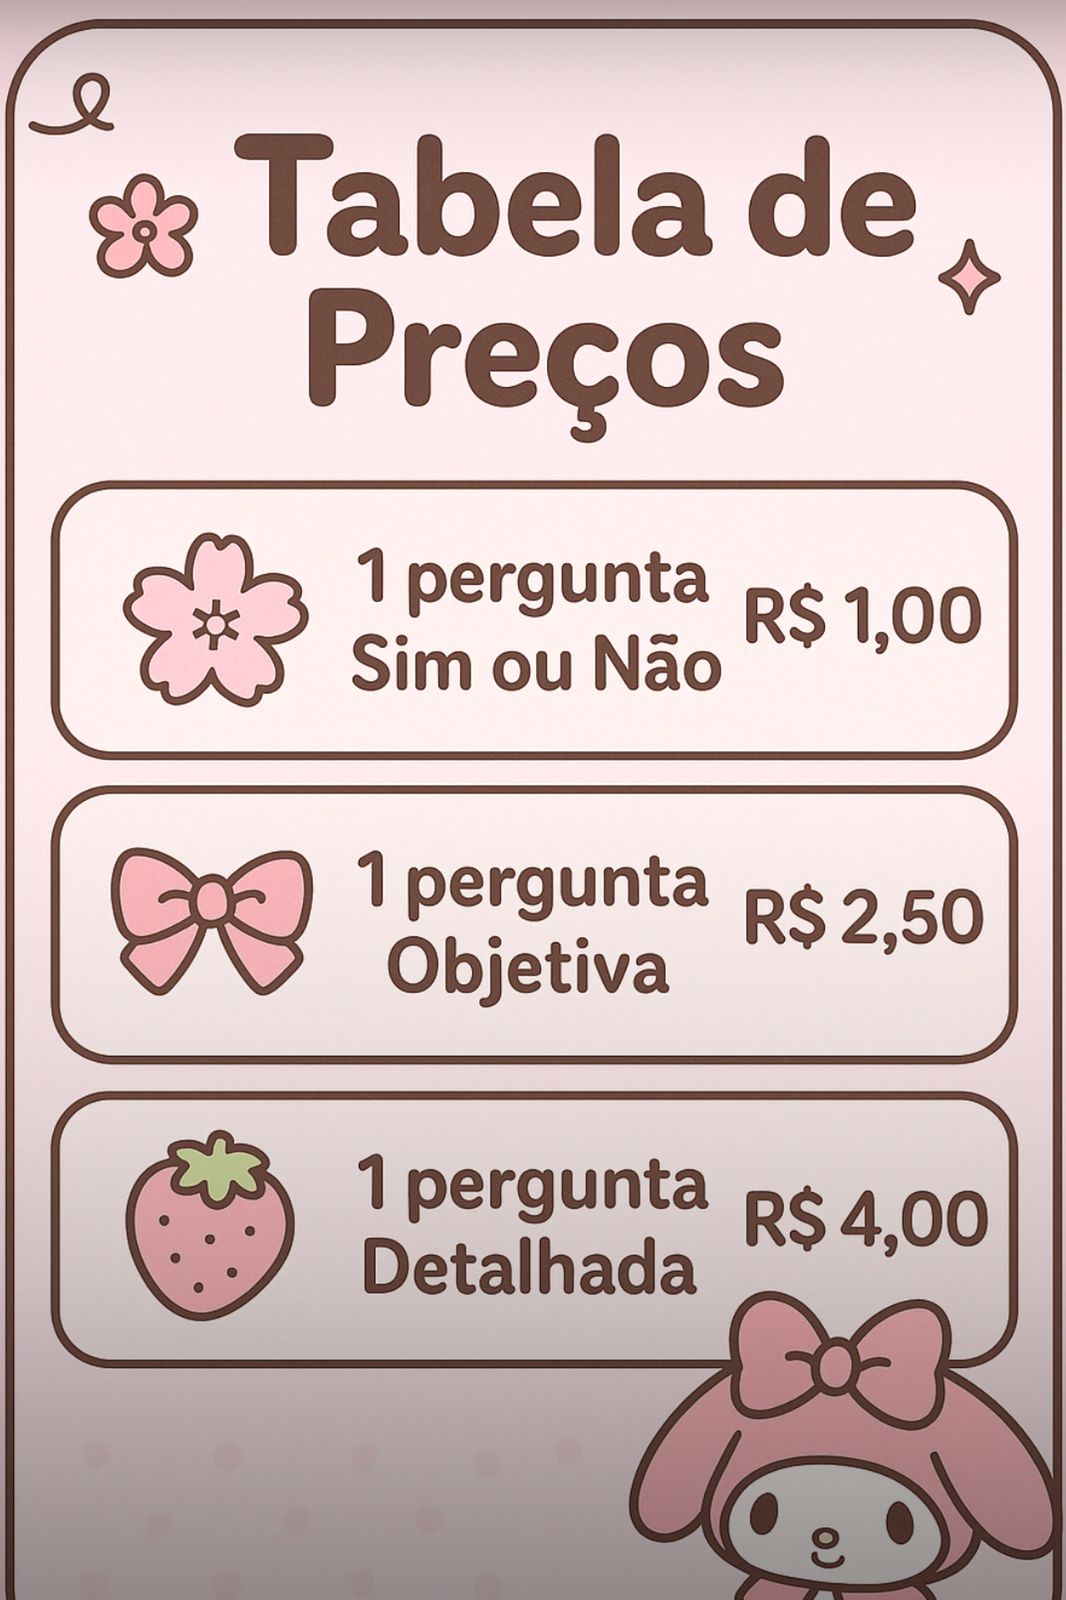 Tabela de
Preços
1 pergunta
Sim ou Não
R$ 1,00
1 pergunta
Objetiva
R$ 2,50
1 pergunta
Detalhada
R$ 4,00